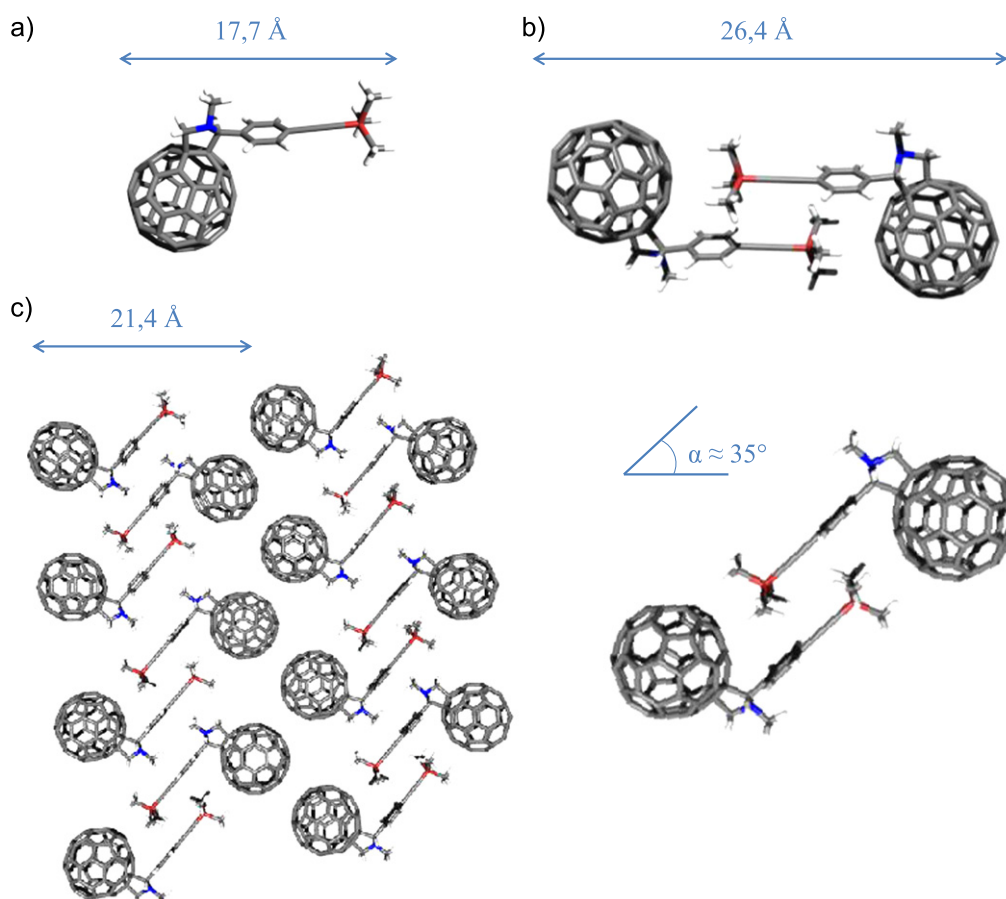 a)
17,7 Å
b)
26,4 Å
c)
21,4 Å
α ≈ 35°